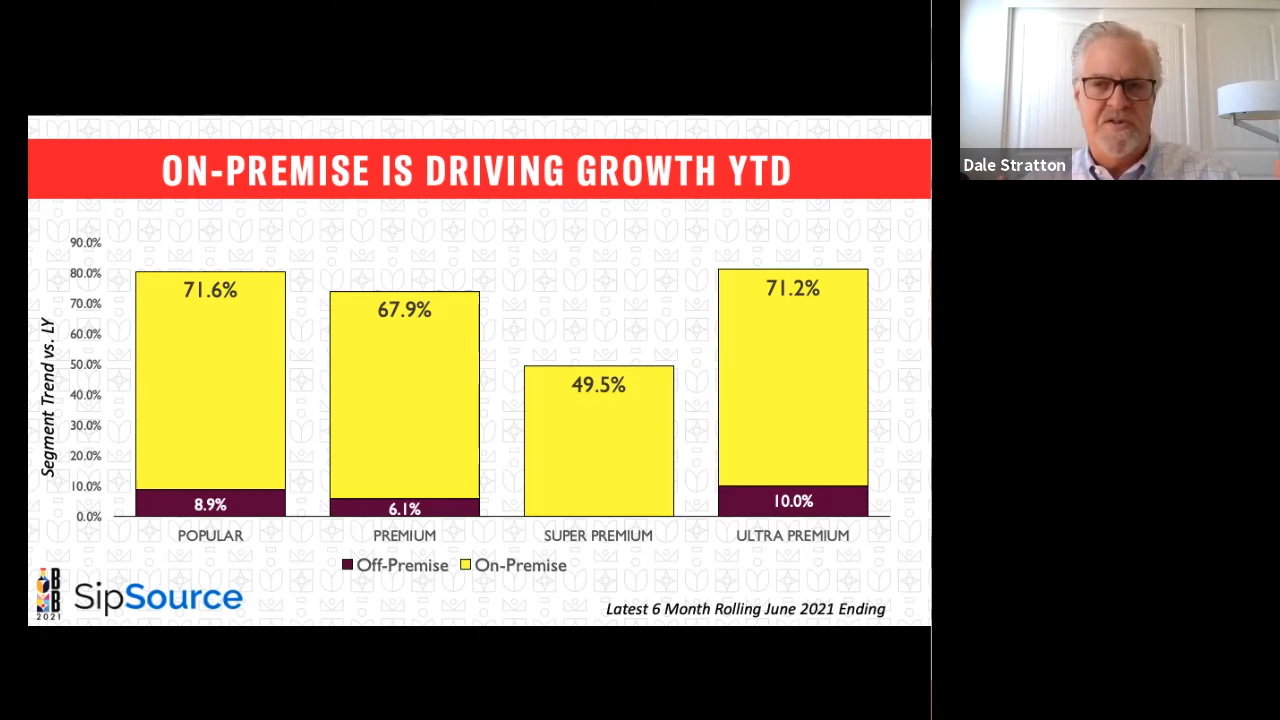 ON-PREMISE IS DRIVING GROWTH YTD
Dale Stratton
Segment Trend vs. LY
90.0%
80.0%
70.0%
60.0%
50.0%
40.0%
30.0%
20.0%
10.0%
0.0%
71.6%
67.9%
49.5%
71.2%
8.9%
6.1%
10.0%
POPULAR
PREMIUM
SUPER PREMIUM
ULTRA PREMIUM
Off-Premise
On-Premise
BBB
2021
SipSource
Latest 6 Month Rolling June 2021 Ending